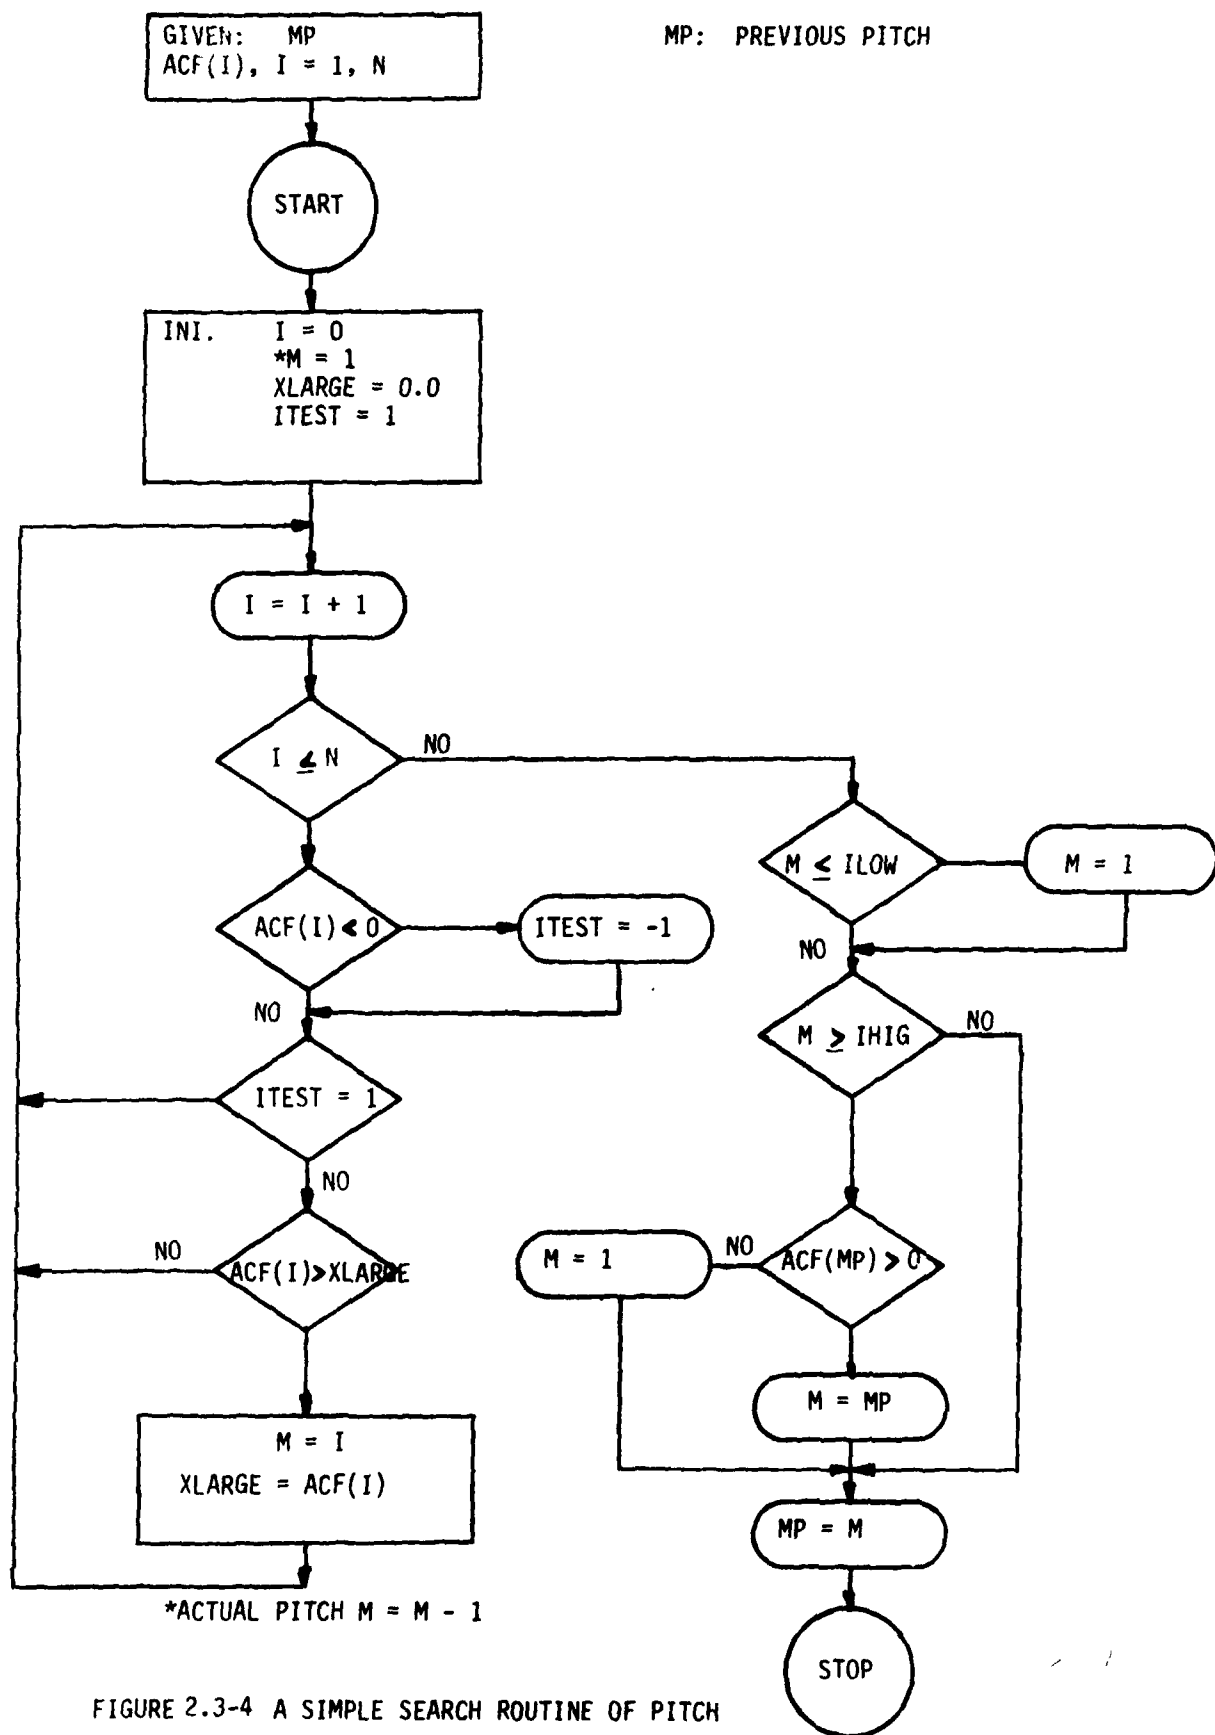 GIVEN: MP
ACF(I), I = 1, N
MP: PREVIOUS PITCH
START
INI. I = 0
*M = 1
XLARGE = 0.0
ITEST = 1
I = I + 1
I ≤ N
NO
M ≤ ILOW
M = 1
NO
ACF(I) < 0
ITEST = -1
NO
M ≥ IHIG
NO
ITEST = 1
NO
ACF(I)>XLARGE
NO
ACF(MP) > 0
NO
M = 1
M = MP
M = I
XLARGE = ACF(I)
MP = M
*ACTUAL PITCH M = M - 1
STOP
FIGURE 2.3-4 A SIMPLE SEARCH ROUTINE OF PITCH